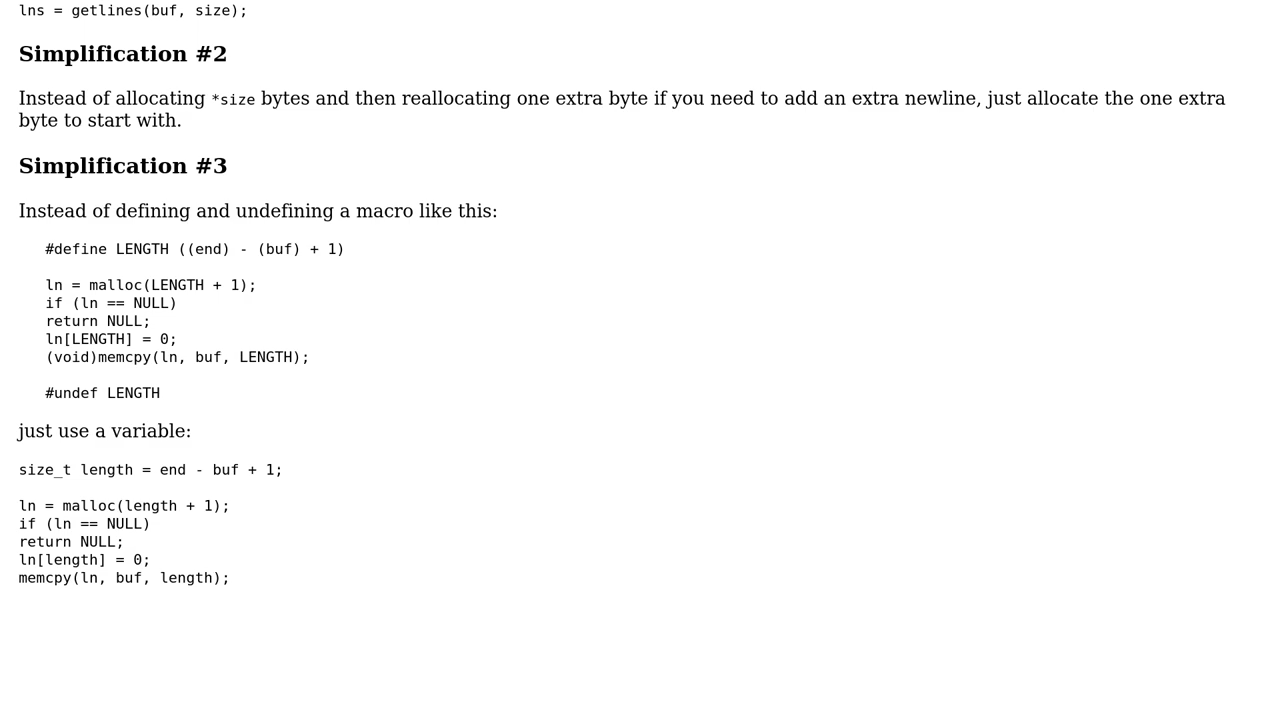 lns = getlines(buf, size);
Simplification #2
Instead of allocating *size bytes and then reallocating one extra byte if you need to add an extra newline, just allocate the one extra
byte to start with.
Simplification #3
Instead of defining and undefining a macro like this:
#define LENGTH ((end) - (buf) + 1)
ln = malloc(LENGTH + 1);
if (ln == NULL)
return NULL;
ln[LENGTH] = 0;
(void)memcpy(ln, buf, LENGTH);
#undef LENGTH
just use a variable:
size_t length = end - buf + 1;
ln = malloc(length + 1);
if (ln == NULL)
return NULL;
ln[length] = 0;
memcpy(ln, buf, length);